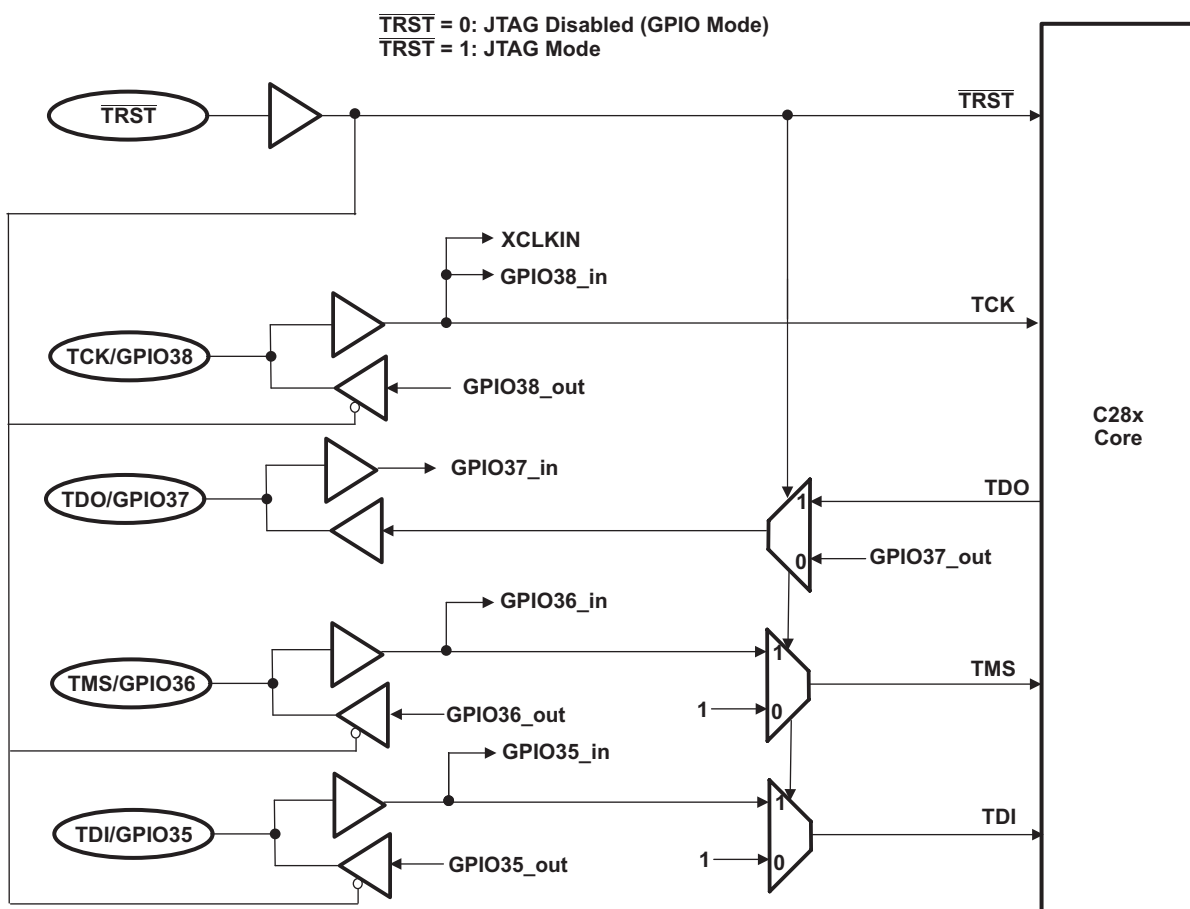 TRST = 0: JTAG Disabled (GPIO Mode)
TRST = 1: JTAG Mode
TRST
TRST
XCLKIN
GPIO38_in
TCK
TCK/GPIO38
GPIO38_out
C28x
Core
GPIO37_in
TDO/GPIO37
1
TDO
0
GPIO37_out
GPIO36_in
1
TMS/GPIO36
TMS
GPIO36_out
1
0
GPIO35_in
1
TDI/GPIO35
TDI
GPIO35_out
1
0